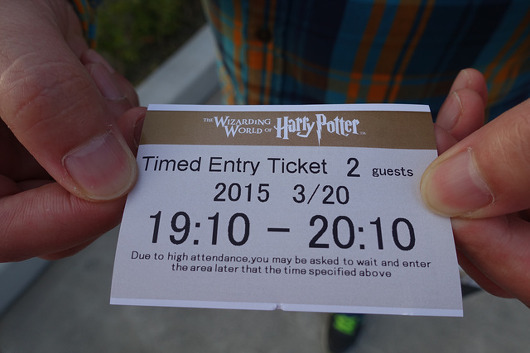 THE WIZARDING WORLD OF Harry Potter
Timed Entry Ticket 2 guests
2015 3/20
19:10 - 20:10
Due to high attendance,you may be asked to wait and enter
the area later that the time specified above